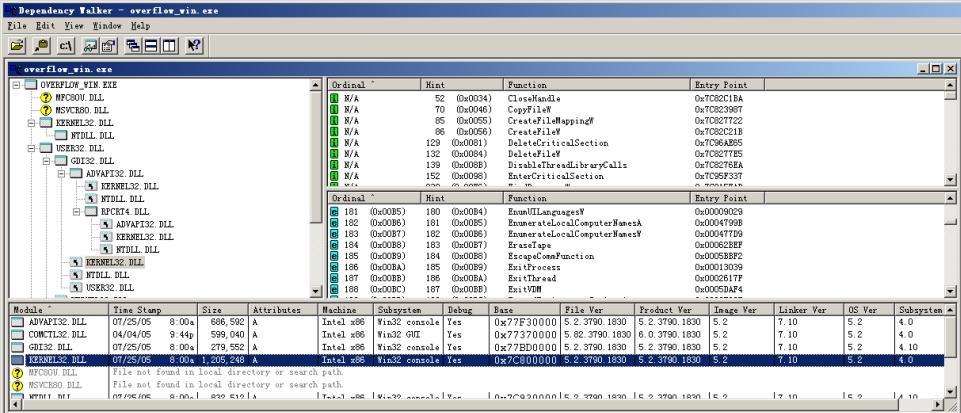 Dependency Walker - overflow_win.exe
File Edit View Window Help
c:\
overflow_win.exe
OVERFLOW_WIN.EXE
MFC80U.DLL
MSVCR80.DLL
KERNEL32.DLL
NTDLL.DLL
USER32.DLL
GDI32.DLL
ADVAPI32.DLL
KERNEL32.DLL
NTDLL.DLL
RPCRT4.DLL
ADVAPI32.DLL
KERNEL32.DLL
NTDLL.DLL
KERNEL32.DLL
NTDLL.DLL
USER32.DLL
Ordinal ^ Hint Function Entry Point
N/A 52 (0x0034) CloseHandle 0x7C82C1BA
N/A 70 (0x0046) CopyFileW 0x7C823987
N/A 85 (0x0055) CreateFileMappingW 0x7C827722
N/A 86 (0x0056) CreateFileW 0x7C82C21B
N/A 129 (0x0081) DeleteCriticalSection 0x7C96AE65
N/A 132 (0x0084) DeleteFileW 0x7C8277E5
N/A 139 (0x008B) DisableThreadLibraryCalls 0x7C8276EA
N/A 152 (0x0098) EnterCriticalSection 0x7C95F337
Ordinal ^ Hint Function Entry Point
181 (0x00B5) 180 (0x00B4) EnumUILanguagesW 0x00009029
182 (0x00B6) 181 (0x00B5) EnumerateLocalComputerNamesA 0x0004799B
183 (0x00B7) 182 (0x00B6) EnumerateLocalComputerNamesW 0x000477D9
184 (0x00B8) 183 (0x00B7) EraseTape 0x00062BEF
185 (0x00B9) 184 (0x00B8) EscapeCommFunction 0x0005BBF2
186 (0x00BA) 185 (0x00B9) ExitProcess 0x00013039
187 (0x00BB) 186 (0x00BA) ExitThread 0x0002617F
188 (0x00BC) 187 (0x00BB) ExitVDM 0x0005DAF4
Module ^ Time Stamp Size Attributes Machine Subsystem Debug Base File Ver Product Ver Image Ver Linker Ver OS Ver Subsystem
ADVAPI32.DLL 07/25/05 8:00a 686,592 A Intel x86 Win32 console Yes 0x77F30000 5.2.3790.1830 5.2.3790.1830 5.2 7.10 5.2 4.0
COMCTL32.DLL 04/04/05 9:44p 599,040 A Intel x86 Win32 GUI Yes 0x77370000 5.82.3790.1830 6.0.3790.1830 5.2 7.10 5.2 4.0
GDI32.DLL 07/25/05 8:00a 279,552 A Intel x86 Win32 console Yes 0x77BD0000 5.2.3790.1830 5.2.3790.1830 5.2 7.10 5.2 4.10
KERNEL32.DLL 07/25/05 8:00a 1,205,248 A Intel x86 Win32 console Yes 0x7C800000 5.2.3790.1830 5.2.3790.1830 5.2 7.10 5.2 4.0
MFC80U.DLL File not found in local directory or search path.
MSVCR80.DLL File not found in local directory or search path.
NTDLL.DLL 07/25/05 8:00a 832,512 A Intel x86 Win32 console Yes 0x7C930000 5.2.3790.1830 5.2.3790.1830 5.2 7.10 5.2 4.10